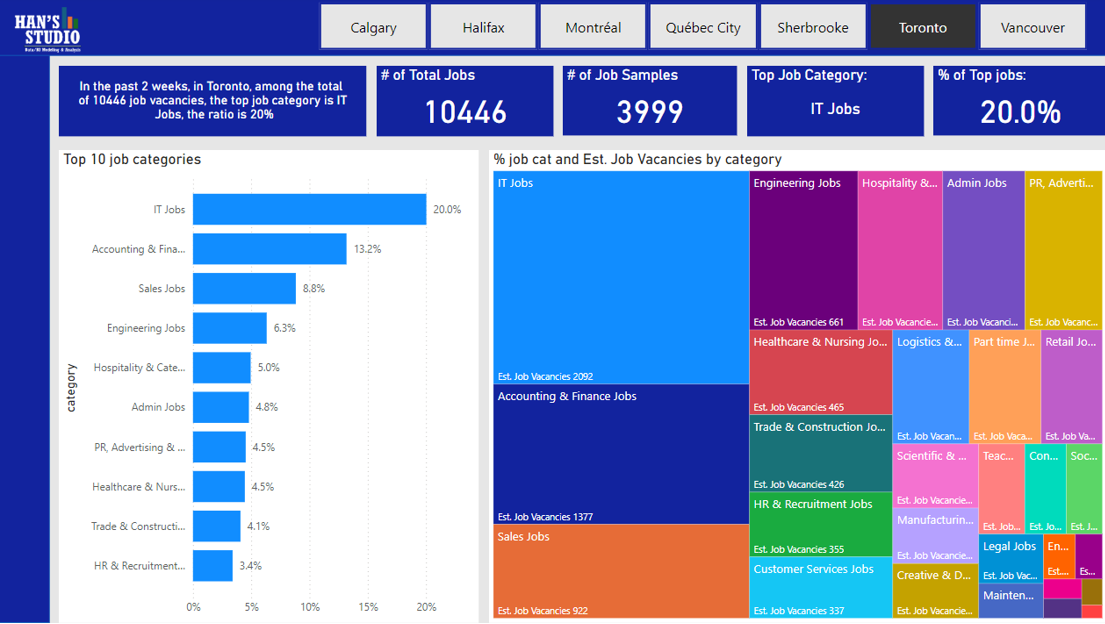 HAN'S
STUDIO
Data/BI Modeling & Analysis
Calgary
Halifax
Montréal
Québec City
Sherbrooke
Toronto
Vancouver
In the past 2 weeks, in Toronto, among the total
of 10446 job vacancies, the top job category is IT
Jobs, the ratio is 20%
# of Total Jobs
10446
# of Job Samples
3999
Top Job Category:
IT Jobs
% of Top jobs:
20.0%
Top 10 job categories
category
IT Jobs
20.0%
Accounting & Fina...
13.2%
Sales Jobs
8.8%
Engineering Jobs
6.3%
Hospitality & Cate...
5.0%
Admin Jobs
4.8%
PR, Advertising & ...
4.5%
Healthcare & Nurs...
4.5%
Trade & Constructi...
4.1%
HR & Recruitment...
3.4%
0%
5%
10%
15%
20%
% job cat and Est. Job Vacancies by category
IT Jobs
Est. Job Vacancies 2092
Accounting & Finance Jobs
Est. Job Vacancies 1377
Sales Jobs
Est. Job Vacancies 922
Engineering Jobs
Est. Job Vacancies 661
Hospitality &...
Est. Job Vacancie...
Admin Jobs
Est. Job Vacanci...
PR, Adverti...
Est. Job Vacanc...
Healthcare & Nursing Jo...
Est. Job Vacancies 465
Trade & Construction Jo...
Est. Job Vacancies 426
HR & Recruitment Jobs
Est. Job Vacancies 355
Customer Services Jobs
Est. Job Vacancies 337
Logistics &...
Est. Job Vacan...
Part time J...
Est. Job Vaca...
Retail Jo...
Est. Job Va...
Scientific & ...
Est. Job Vacancie...
Manufacturin...
Est. Job Vacancie...
Creative & D...
Est. Job Vacancie...
Teac...
Est. Job...
Con...
Est. Jo...
Soc...
Est. J...
Legal Jobs
Est. Job Vac...
Mainten...
En...
Est....
Es...